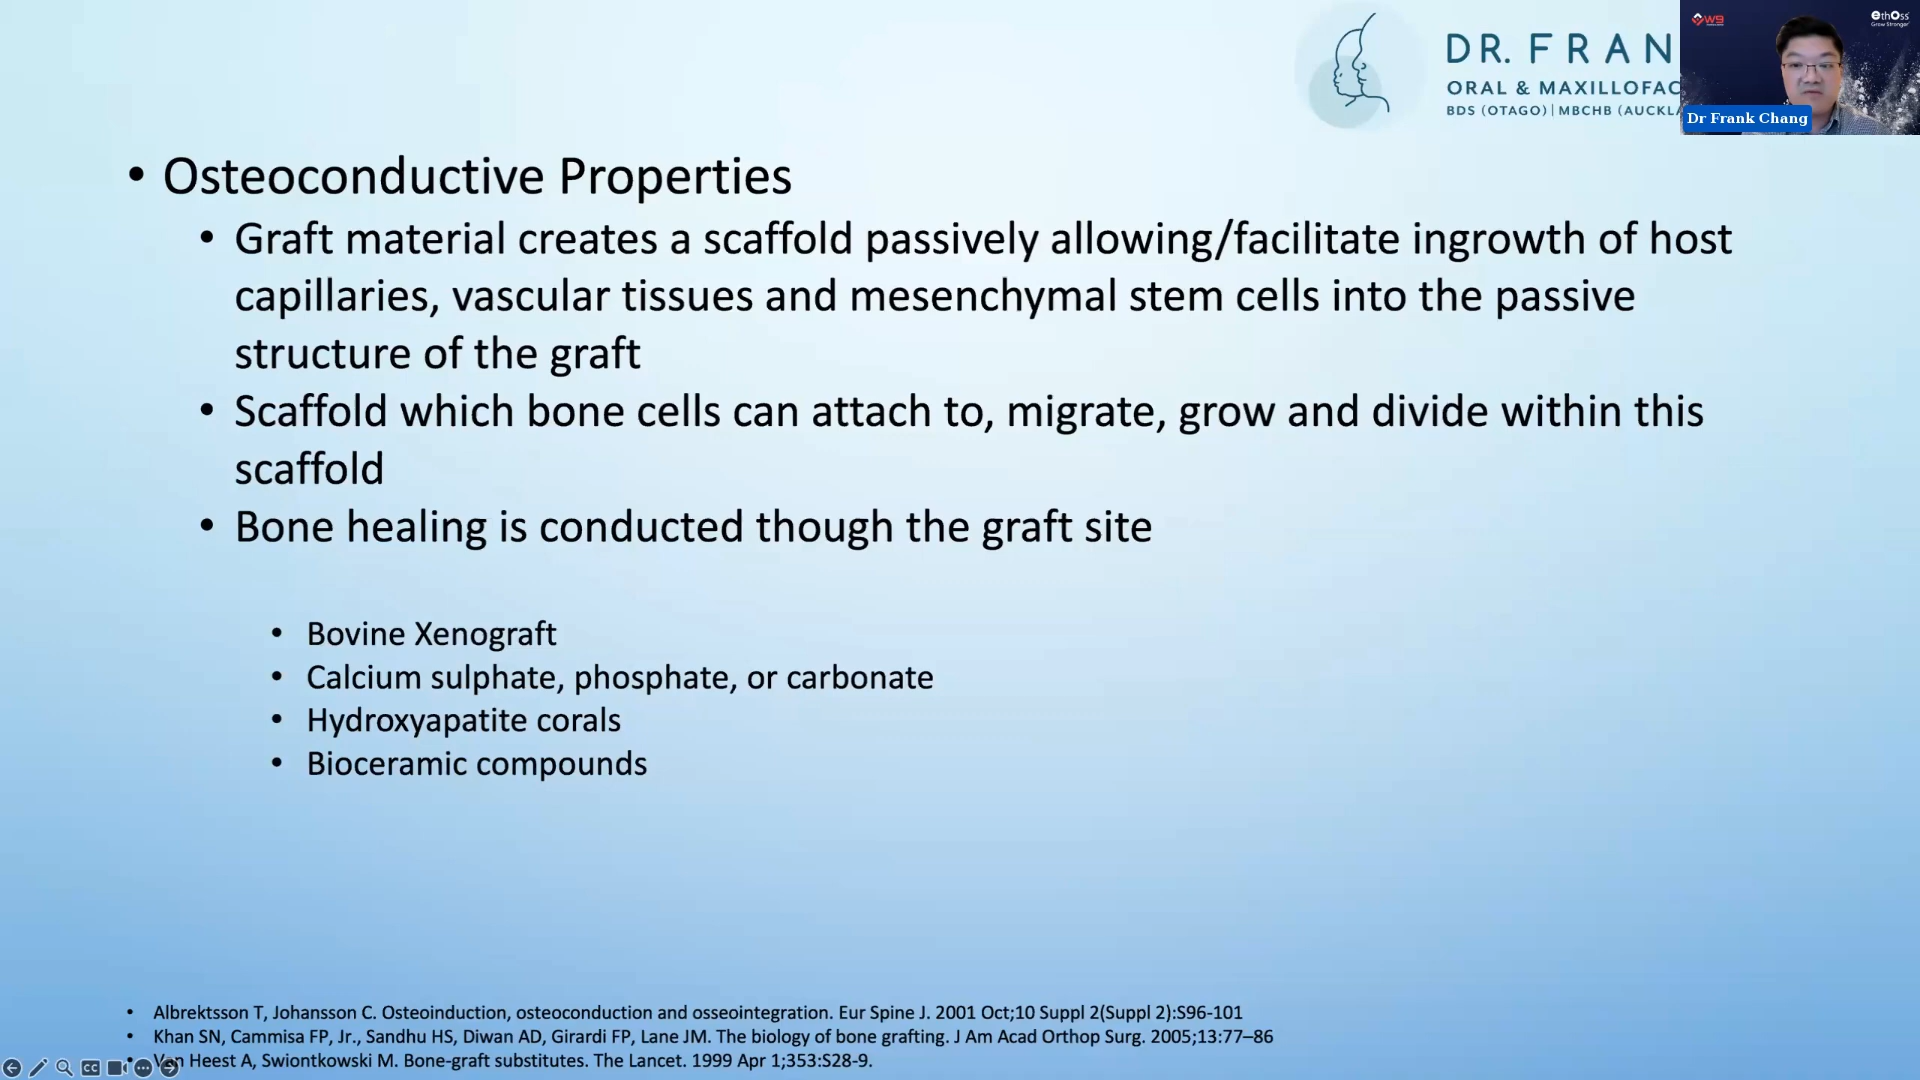 DR. FRAN
ORAL & MAXILLOFAC
BDS (OTAGO) | MBCHB (AUCKLA
W9
ethOss
Grow Stronger
Dr Frank Chang
• Osteoconductive Properties
• Graft material creates a scaffold passively allowing/facilitate ingrowth of host
capillaries, vascular tissues and mesenchymal stem cells into the passive
structure of the graft
• Scaffold which bone cells can attach to, migrate, grow and divide within this
scaffold
• Bone healing is conducted though the graft site
• Bovine Xenograft
• Calcium sulphate, phosphate, or carbonate
• Hydroxyapatite corals
• Bioceramic compounds
• Albrektsson T, Johansson C. Osteoinduction, osteoconduction and osseointegration. Eur Spine J. 2001 Oct;10 Suppl 2(Suppl 2):S96-101
• Khan SN, Cammisa FP, Jr., Sandhu HS, Diwan AD, Girardi FP, Lane JM. The biology of bone grafting. J Am Acad Orthop Surg. 2005;13:77–86
• Van Heest A, Swiontkowski M. Bone-graft substitutes. The Lancet. 1999 Apr 1;353:S28-9.
CC